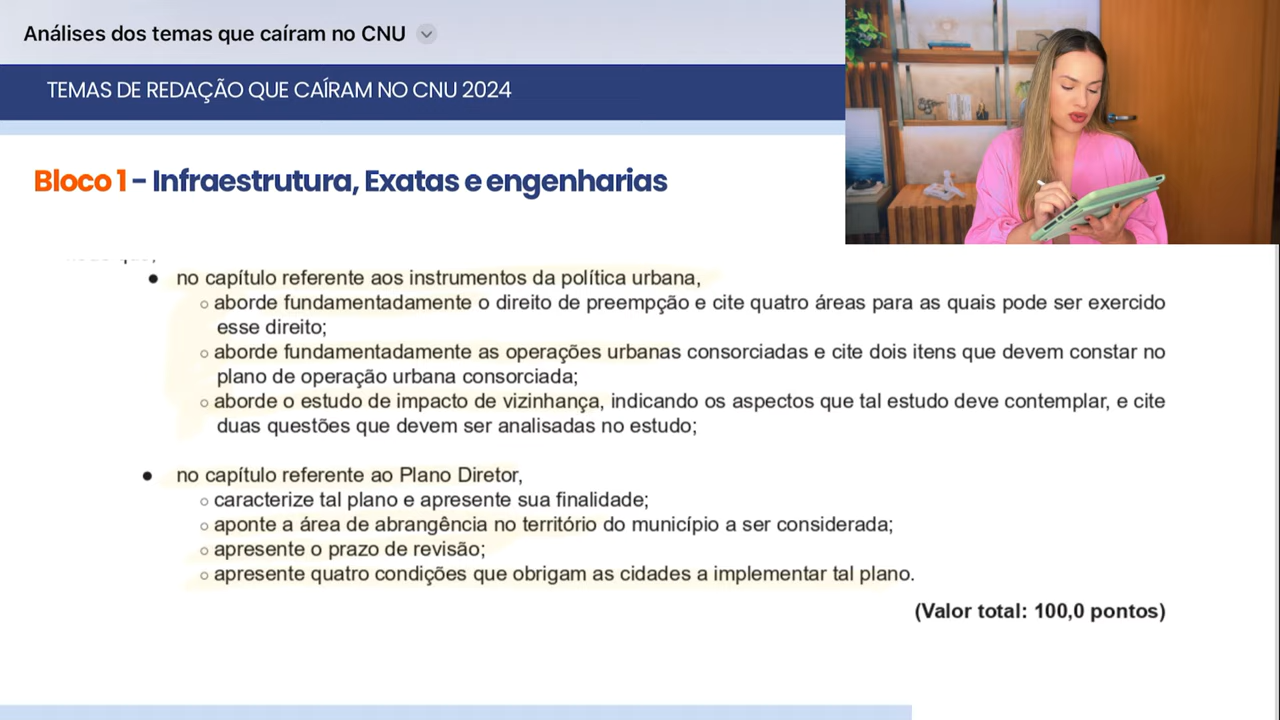 Análises dos temas que caíram no CNU
TEMAS DE REDAÇÃO QUE CAÍRAM NO CNU 2024
Bloco 1 - Infraestrutura, Exatas e engenharias
● no capítulo referente aos instrumentos da política urbana,
○ aborde fundamentadamente o direito de preempção e cite quatro áreas para as quais pode ser exercido
esse direito;
○ aborde fundamentadamente as operações urbanas consorciadas e cite dois itens que devem constar no
plano de operação urbana consorciada;
○ aborde o estudo de impacto de vizinhança, indicando os aspectos que tal estudo deve contemplar, e cite
duas questões que devem ser analisadas no estudo;
● no capítulo referente ao Plano Diretor,
○ caracterize tal plano e apresente sua finalidade;
○ aponte a área de abrangência no território do município a ser considerada;
○ apresente o prazo de revisão;
○ apresente quatro condições que obrigam as cidades a implementar tal plano.
(Valor total: 100,0 pontos)